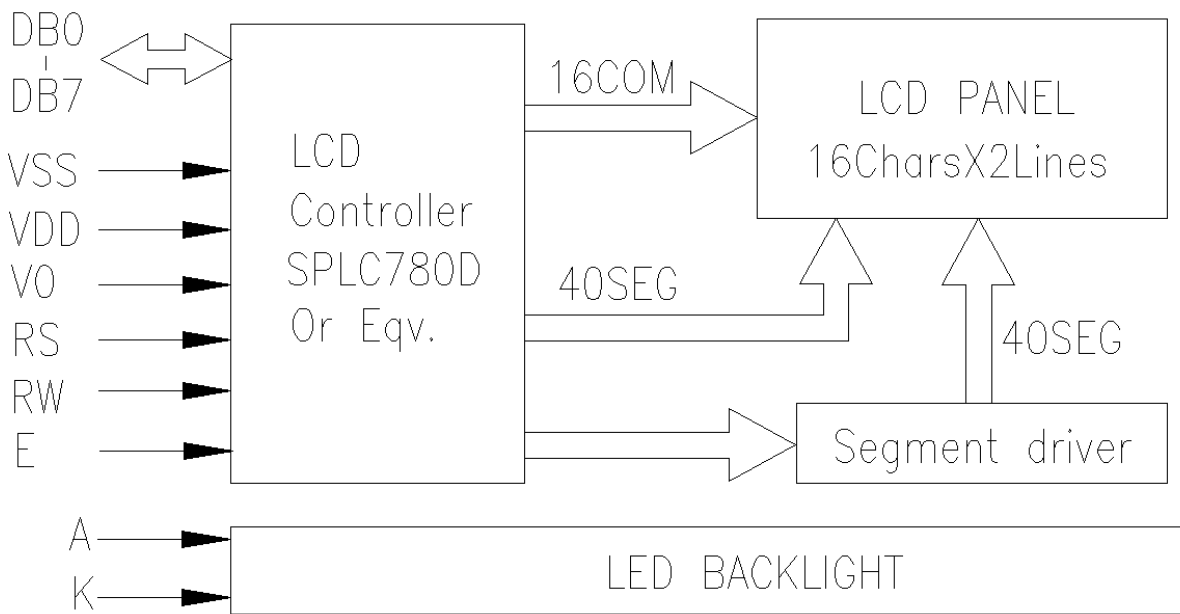 DB0
-
DB7
VSS
VDD
V0
RS
RW
E
LCD
Controller
SPLC780D
Or Eqv.
16COM
40SEG
LCD PANEL
16CharsX2Lines
40SEG
Segment driver
A
K
LED BACKLIGHT